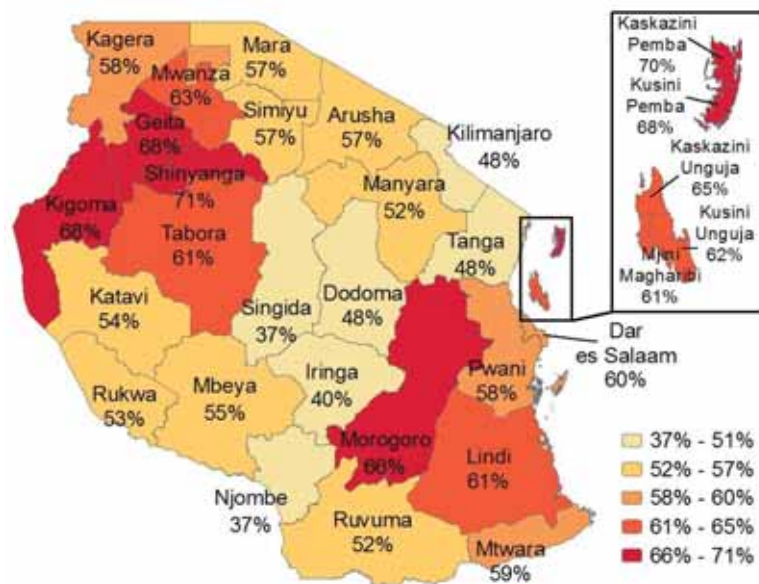 Kagera
58%
Mara
57%
Mwanza
63%
Geita
68%
Simiyu
57%
Arusha
57%
Kilimanjaro
48%
Shinyanga
71%
Kigoma
68%
Tabora
61%
Manyara
52%
Tanga
48%
Katavi
54%
Singida
37%
Dodoma
48%
Dar
es Salaam
60%
Pwani
58%
Rukwa
53%
Mbeya
55%
Iringa
40%
Morogoro
66%
Lindi
61%
Njombe
37%
Ruvuma
52%
Mtwara
59%
Kaskazini
Pemba
70%
Kusini
Pemba
68%
Kaskazini
Unguja
65%
Kusini
Unguja
62%
Mjini
Magharibi
61%
37% - 51%
52% - 57%
58% - 60%
61% - 65%
66% - 71%